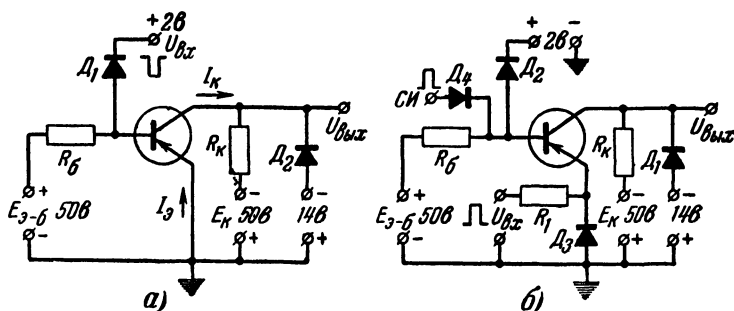 + 2в
Uвх
Д₁
Iк
Rб
Rк
Uвых
Д₂
Eэ-б 50в
+
-
Iэ
Eк 50в
-
+
14в
-
+
а)
+ 2в -
Д₂
Д₄
СИ
Rб
Rк
Uвых
Д₁
Eэ-б 50в
+
-
Uвх
R₁
Д₃
Eк 50в
-
+
14в
-
+
б)